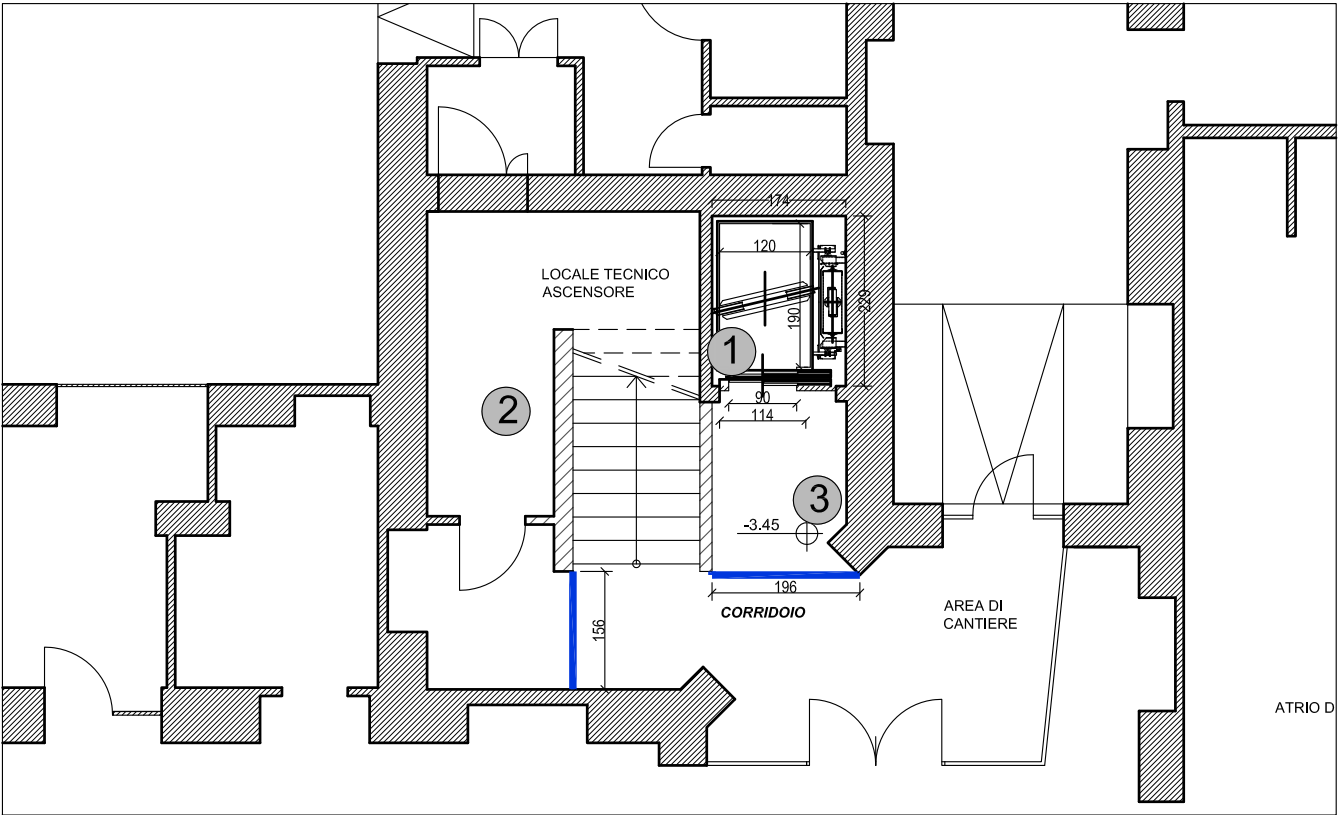 174
LOCALE TECNICO
ASCENSORE
120
229
190
1
90
114
2
3
-3.45
196
CORRIDOIO
156
AREA DI
CANTIERE
ATRIO D